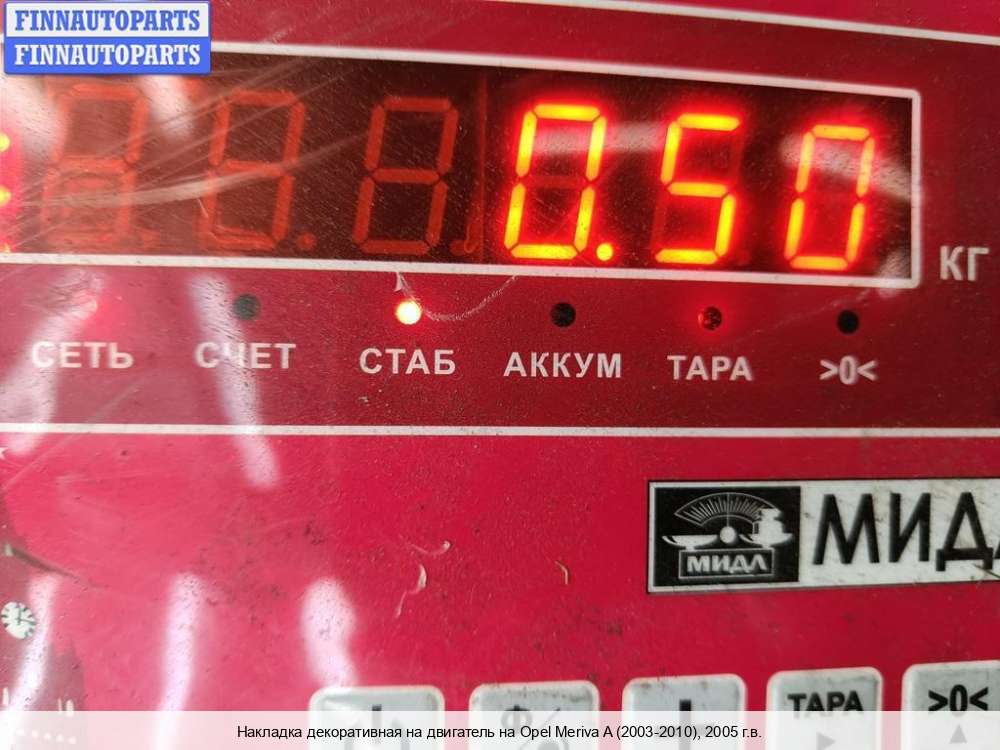 FINNAUTOPARTS
FINNAUTOPARTS
0.50
КГ
СЕТЬ СЧЕТ СТАБ АККУМ ТАРА >0<
МИДЛ
МИДЛ
ТАРА >0<
Накладка декоративная на двигатель на Opel Meriva A (2003-2010), 2005 г.в.